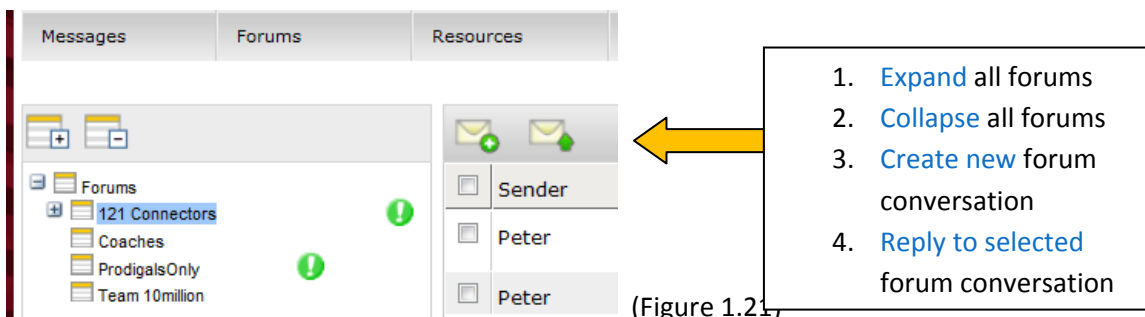 Messages Forums Resources
Forums
121 Connectors
Coaches
ProdigalsOnly
Team 10million
Sender
Peter
Peter
(Figure 1.21)
1. Expand all forums
2. Collapse all forums
3. Create new forum
conversation
4. Reply to selected
forum conversation